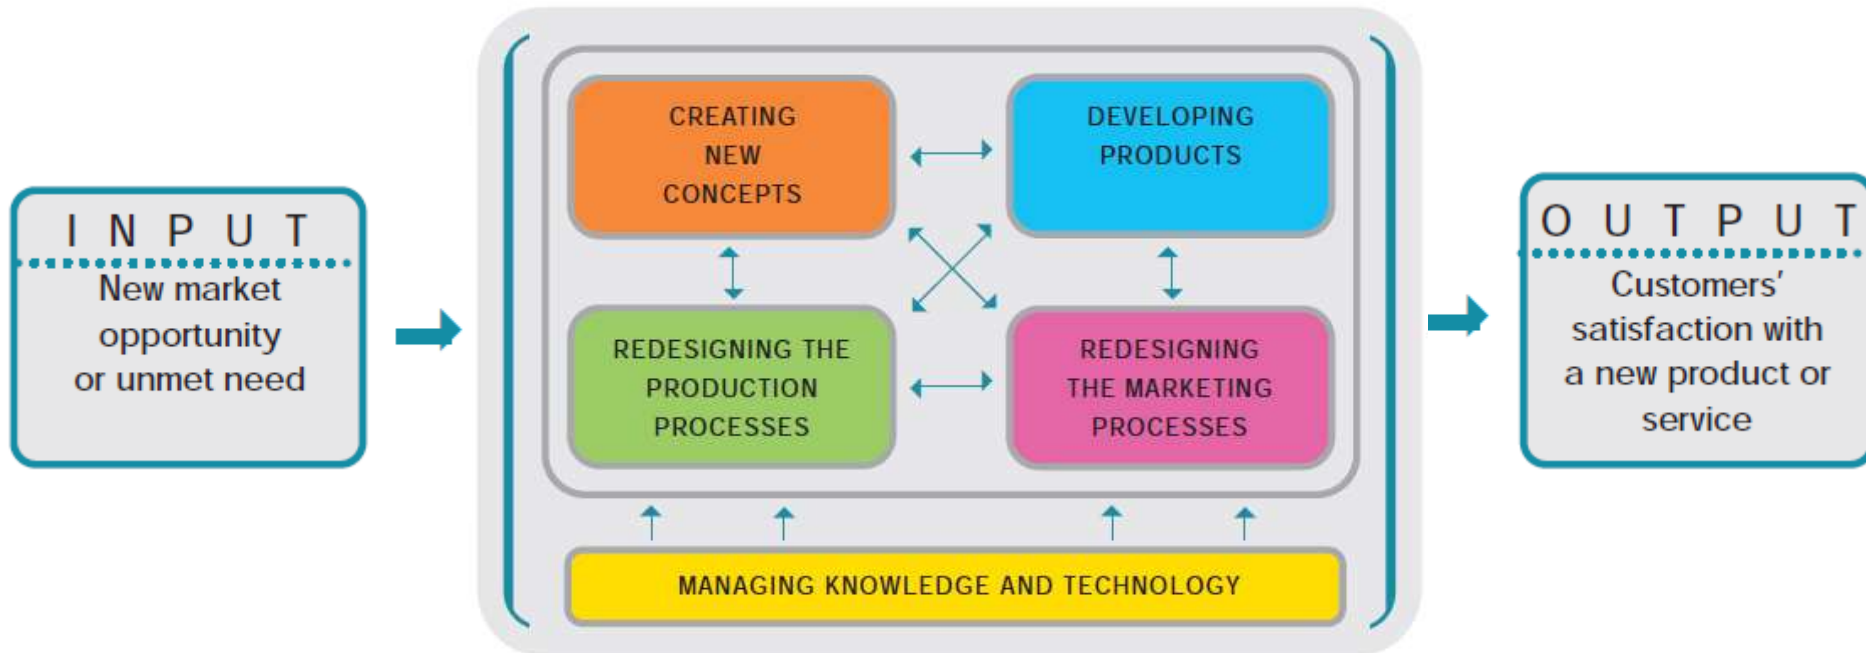 I N P U T
New market
opportunity
or unmet need
CREATING
NEW
CONCEPTS
DEVELOPING
PRODUCTS
REDESIGNING THE
PRODUCTION
PROCESSES
REDESIGNING
THE MARKETING
PROCESSES
MANAGING KNOWLEDGE AND TECHNOLOGY
O U T P U T
Customers'
satisfaction with
a new product or
service